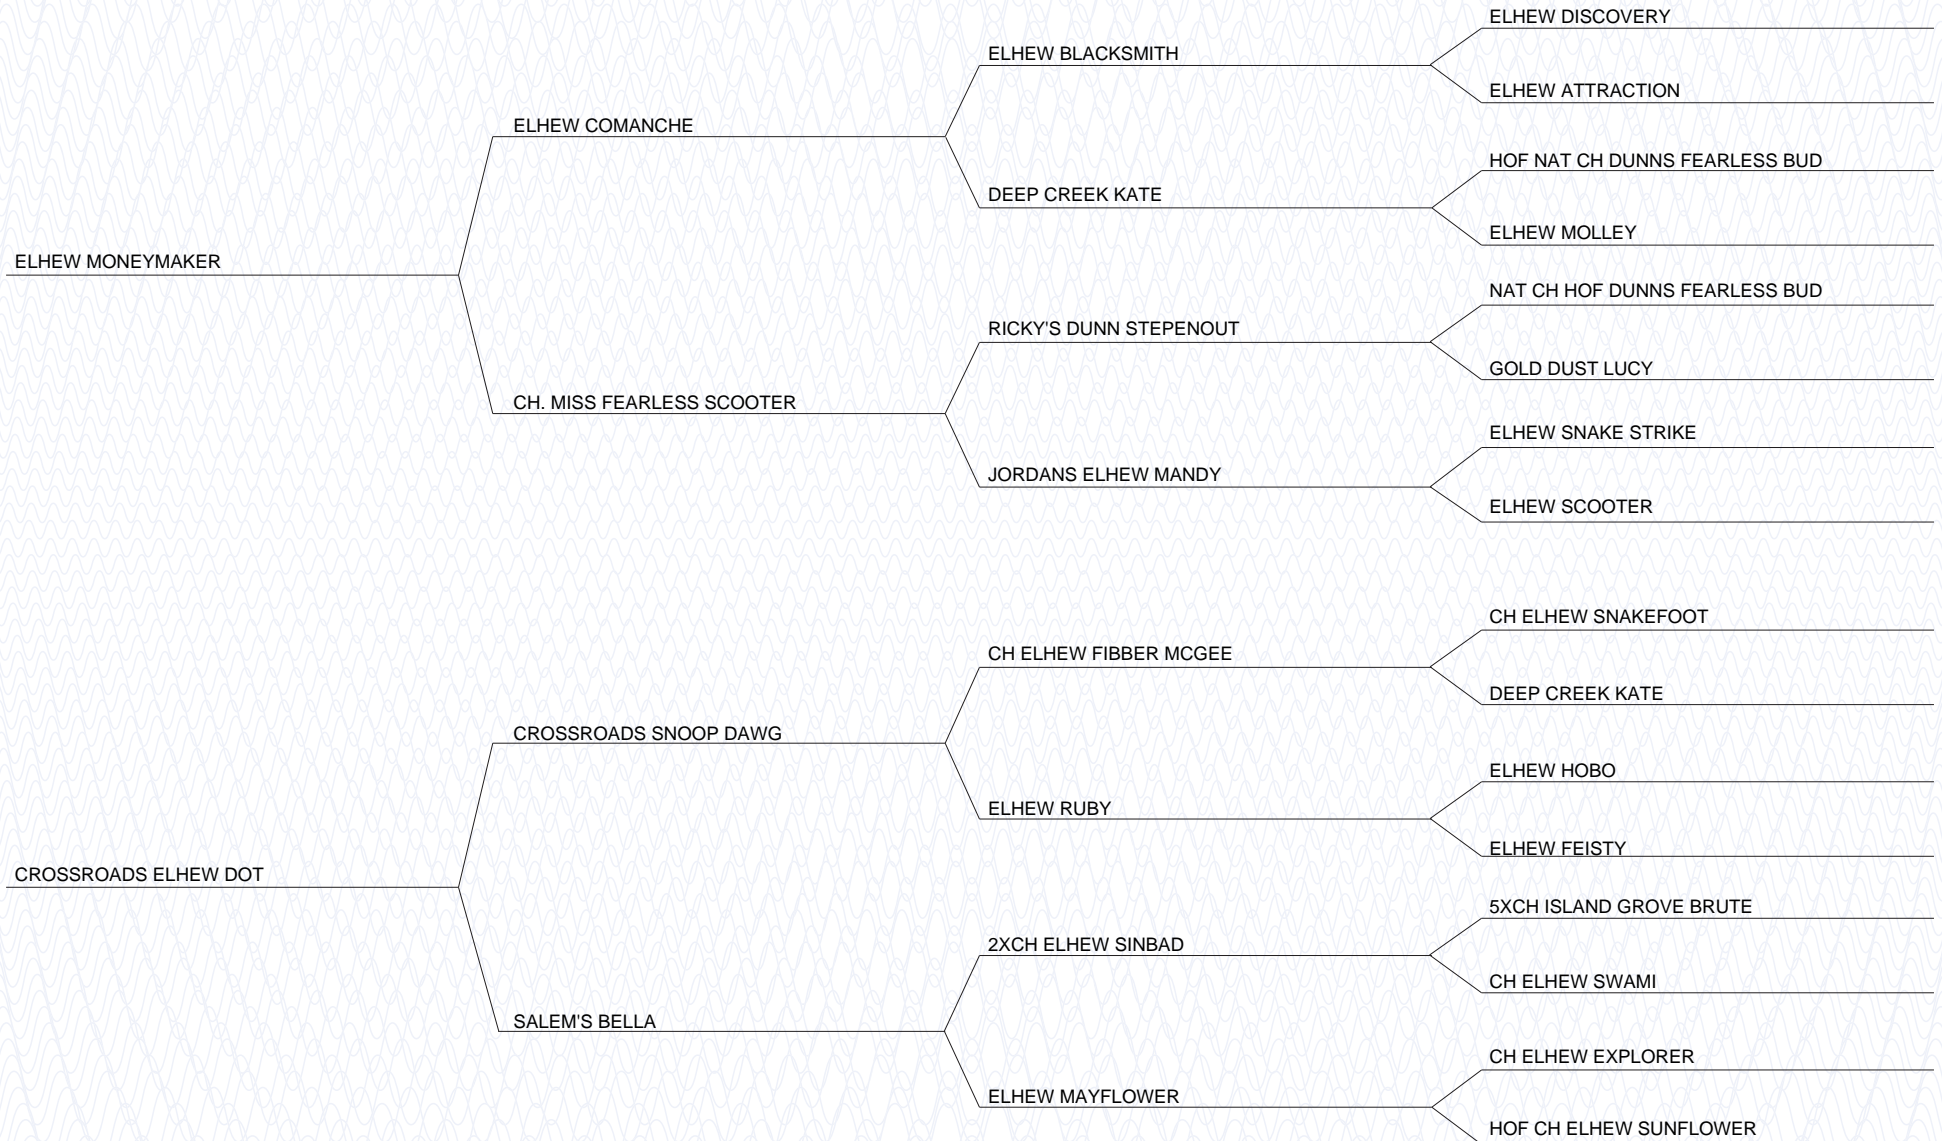 ELHEW DISCOVERY
ELHEW BLACKSMITH
ELHEW ATTRACTION
ELHEW COMANCHE
HOF NAT CH DUNNS FEARLESS BUD
DEEP CREEK KATE
ELHEW MOLLEY
ELHEW MONEYMAKER
NAT CH HOF DUNNS FEARLESS BUD
RICKY'S DUNN STEPENOUT
GOLD DUST LUCY
CH. MISS FEARLESS SCOOTER
ELHEW SNAKE STRIKE
JORDANS ELHEW MANDY
ELHEW SCOOTER
CH ELHEW SNAKEFOOT
CH ELHEW FIBBER MCGEE
DEEP CREEK KATE
CROSSROADS SNOOP DAWG
ELHEW HOBO
ELHEW RUBY
ELHEW FEISTY
CROSSROADS ELHEW DOT
5XCH ISLAND GROVE BRUTE
2XCH ELHEW SINBAD
CH ELHEW SWAMI
SALEM'S BELLA
CH ELHEW EXPLORER
ELHEW MAYFLOWER
HOF CH ELHEW SUNFLOWER